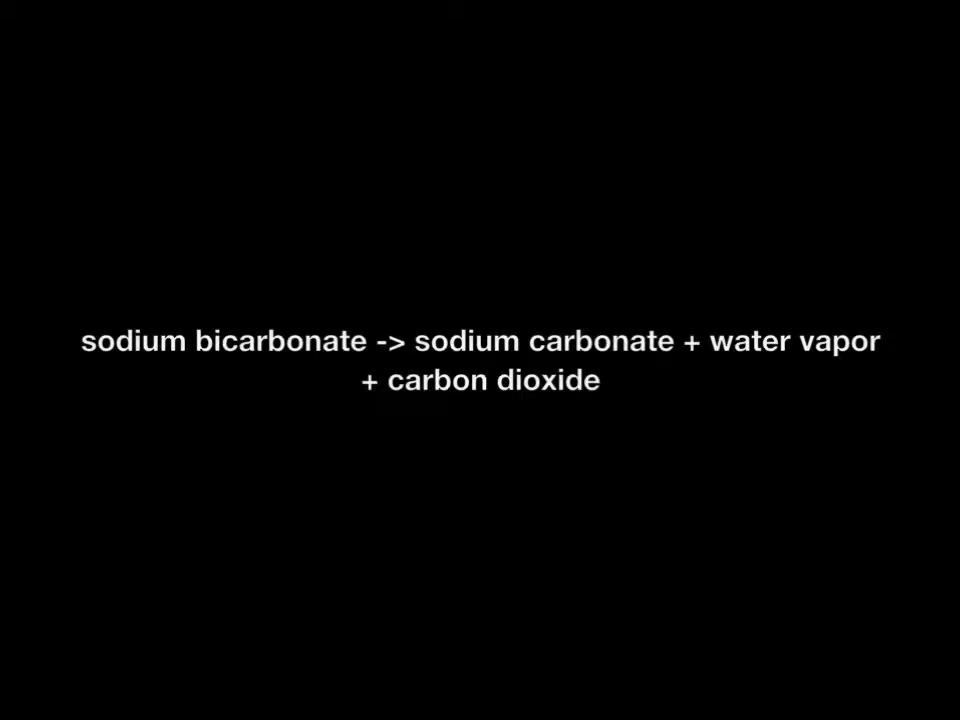 sodium bicarbonate -> sodium carbonate + water vapor
+ carbon dioxide